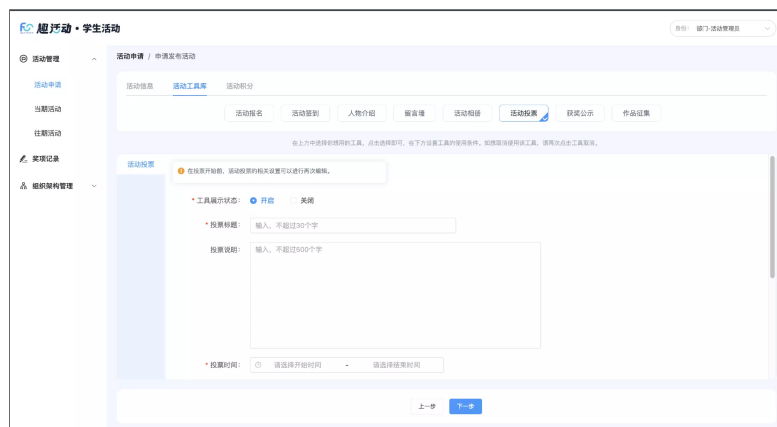 趣活动·学生活动
身份: 部门-活动管理员
活动管理
活动申请
当期活动
往期活动
奖项记录
组织架构管理
活动申请 / 申请发布活动
活动信息 活动工具库 活动积分
活动报名 活动签到 人物介绍 留言墙 活动相册 活动投票 获奖公示 作品征集
在上方中选择你想用的工具，点击选择即可，在下方设置工具的使用条件。如想取消使用该工具，请再次点击工具取消。
活动投票
在投票开始前，活动投票的相关设置可以进行再次编辑。
* 工具展示状态: 开启 关闭
* 投票标题: 输入，不超过30个字
投票说明: 输入，不超过500个字
* 投票时间: 请选择开始时间 - 请选择结束时间
上一步 下一步